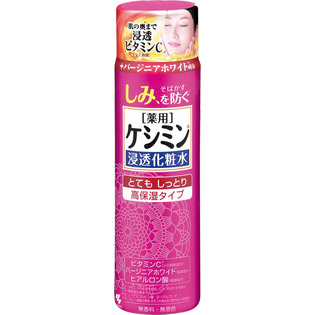 肌の奥まで
浸透
ビタミンC
+バージニアホワイト
しみ、そばかすを防ぐ
[薬用]
ケシミン
浸透化粧水
とても しっとり
高保湿タイプ
ビタミンC
バージニアホワイト
ヒアルロン酸
無香料・無着色